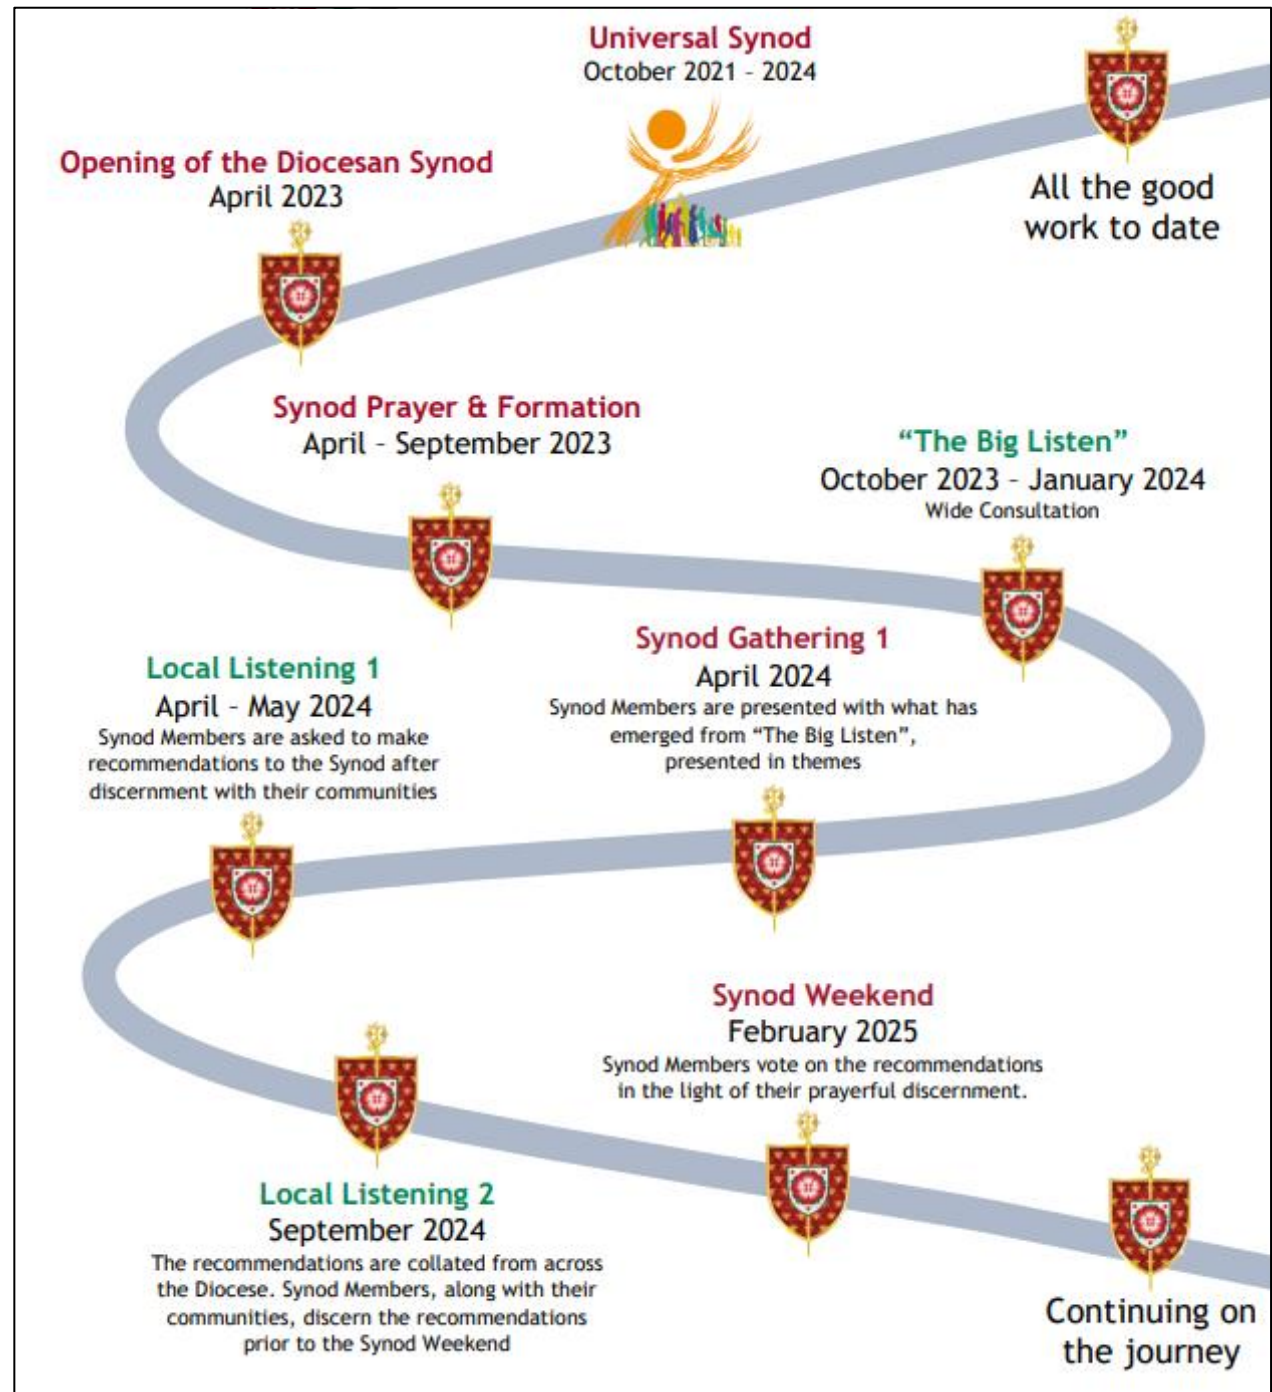 All the good
work to date
Universal Synod
October 2021 – 2024
Opening of the Diocesan Synod
April 2023
Synod Prayer & Formation
April – September 2023
“The Big Listen”
October 2023 – January 2024
Wide Consultation
Synod Gathering 1
April 2024
Synod Members are presented with what has
emerged from “The Big Listen”,
presented in themes
Local Listening 1
April – May 2024
Synod Members are asked to make
recommendations to the Synod after
discernment with their communities
Local Listening 2
September 2024
The recommendations are collated from across
the Diocese. Synod Members, along with their
communities, discern the recommendations
prior to the Synod Weekend
Synod Weekend
February 2025
Synod Members vote on the recommendations
in the light of their prayerful discernment.
Continuing on
the journey